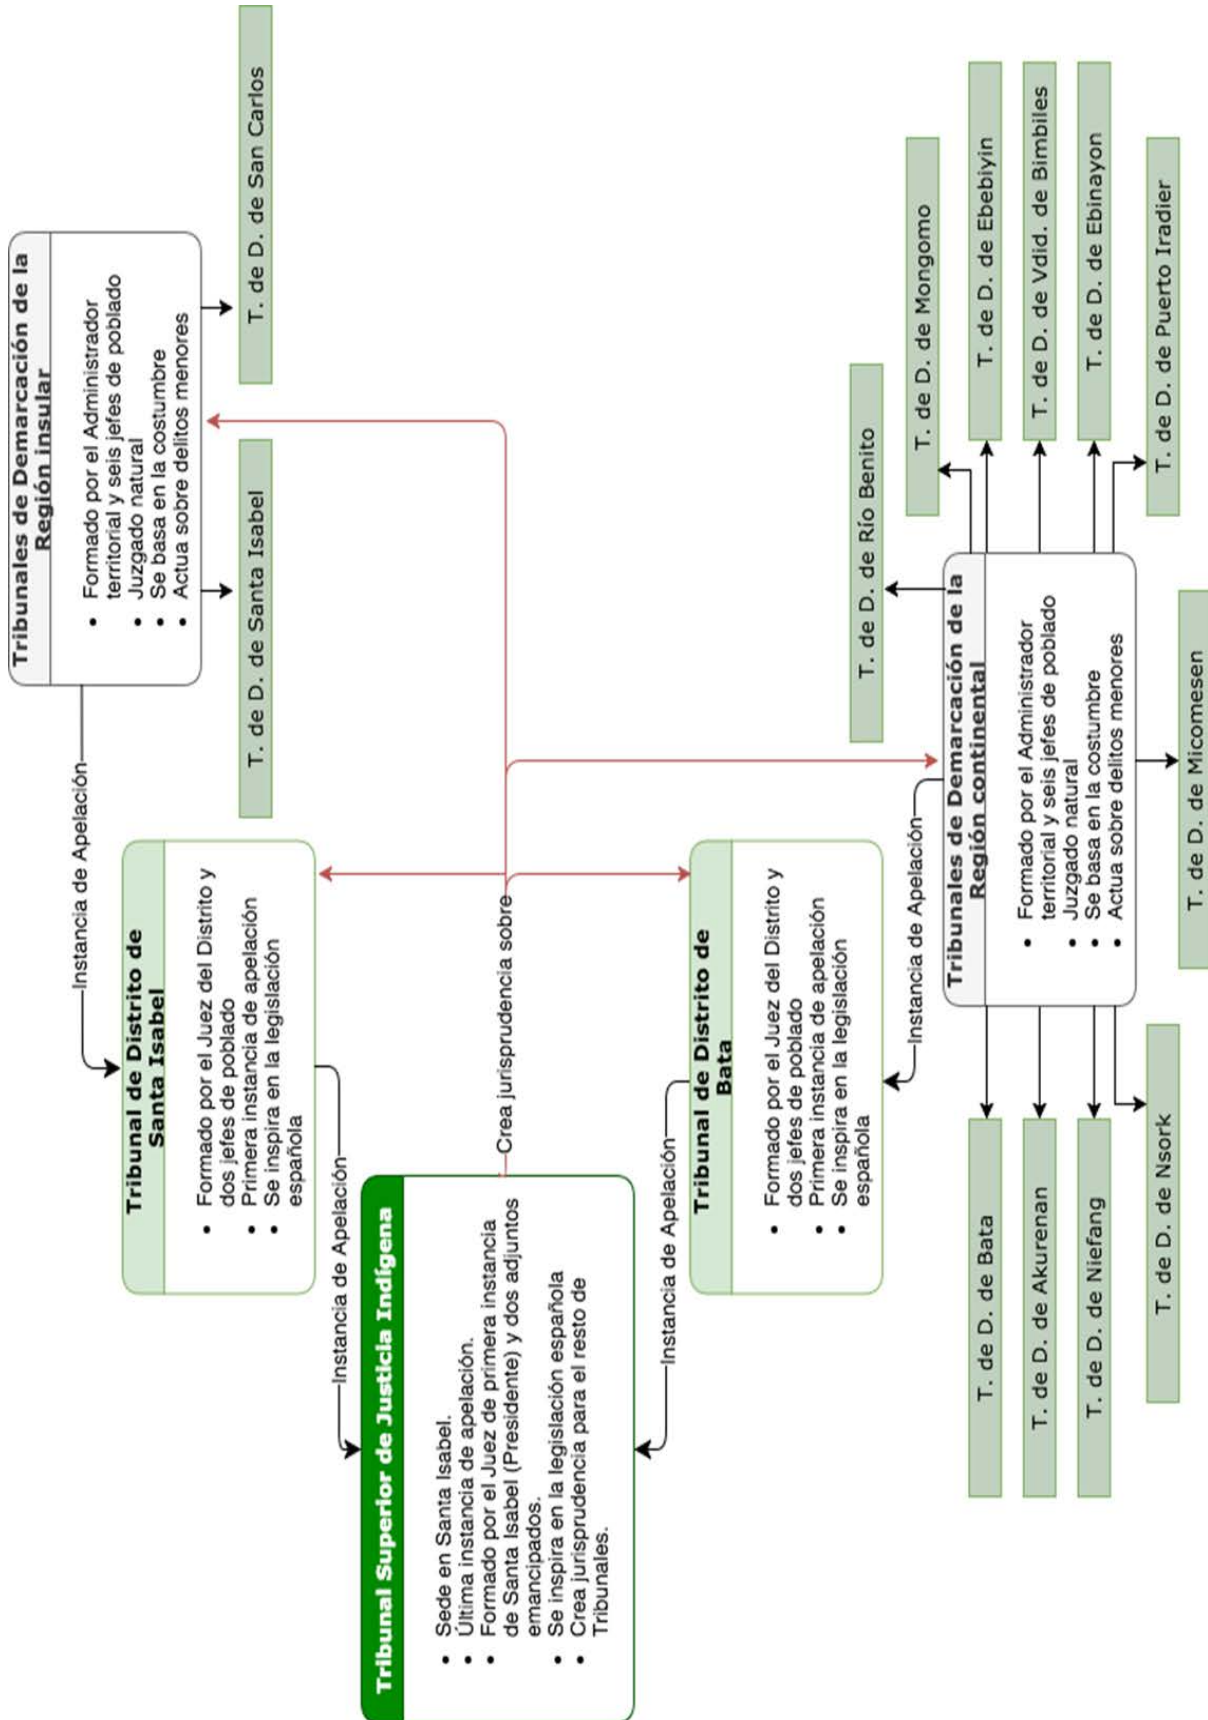 Tribunal Superior de Justicia Indígena
• Sede en Santa Isabel.
• Última instancia de apelación.
• Formado por el Juez de primera instancia
de Santa Isabel (Presidente) y dos adjuntos
emancipados.
• Se inspira en la legislación española
• Crea jurisprudencia para el resto de
Tribunales.
Instancia de Apelación
Instancia de Apelación
Crea jurisprudencia sobre
Tribunal de Distrito de
Santa Isabel
• Formado por el Juez del Distrito y
dos jefes de poblado
• Primera instancia de apelación
• Se inspira en la legislación
española
Tribunal de Distrito de
Bata
• Formado por el Juez del Distrito y
dos jefes de poblado
• Primera instancia de apelación
• Se inspira en la legislación
española
Instancia de Apelación
Instancia de Apelación
Tribunales de Demarcación de la
Región insular
• Formado por el Administrador
territorial y seis jefes de poblado
• Juzgado natural
• Se basa en la costumbre
• Actua sobre delitos menores
T. de D. de Santa Isabel
T. de D. de San Carlos
Tribunales de Demarcación de la
Región continental
• Formado por el Administrador
territorial y seis jefes de poblado
• Juzgado natural
• Se basa en la costumbre
• Actua sobre delitos menores
T. de D. de Río Benito
T. de D. de Mongomo
T. de D. de Ebebiyin
T. de D. de Vdid. de Bimbiles
T. de D. de Ebinayon
T. de D. de Puerto Iradier
T. de D. de Bata
T. de D. de Akurenan
T. de D. de Niefang
T. de D. de Nsork
T. de D. de Micomesen